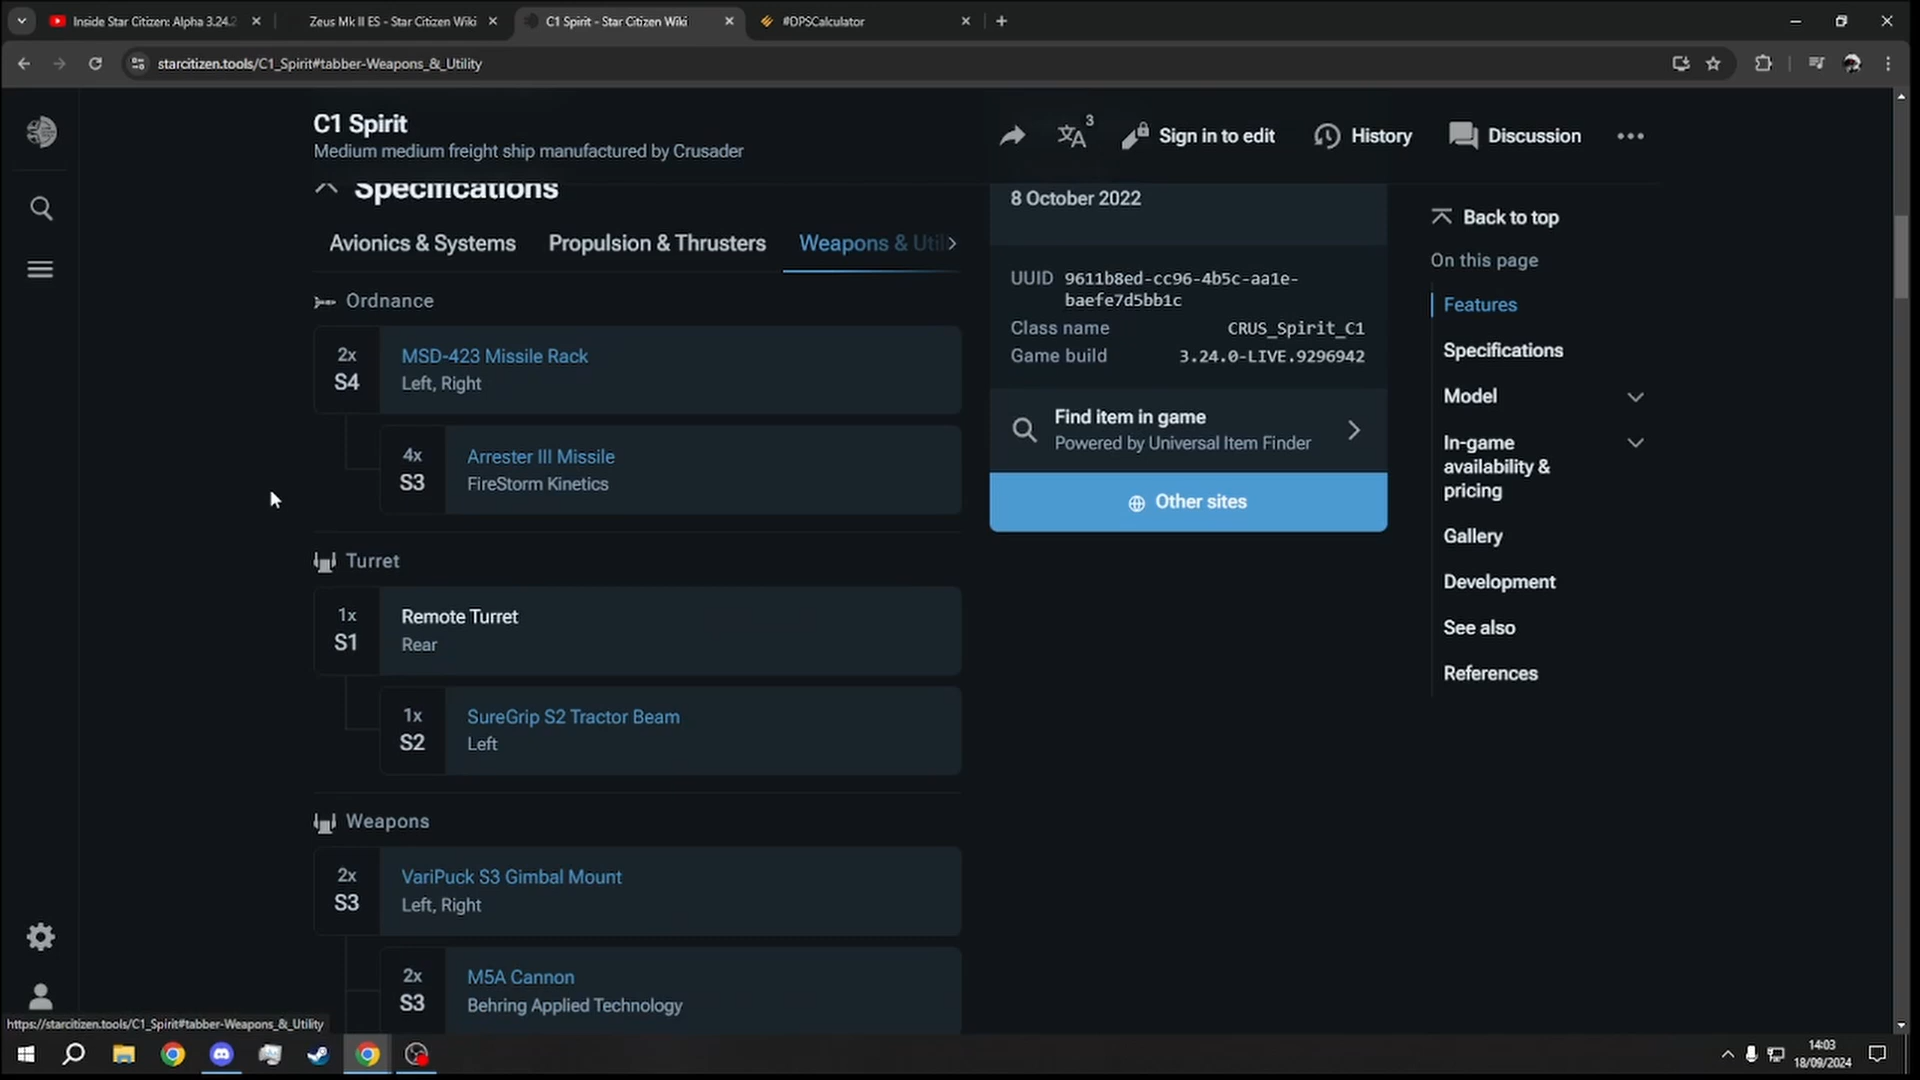 Inside Star Citizen: Alpha 3.24.2
Zeus Mk II ES - Star Citizen Wiki
C1 Spirit - Star Citizen Wiki
#DPSCalculator
starcitizen.tools/C1_Spirit#tabber-Weapons_&_Utility
C1 Spirit
Medium medium freight ship manufactured by Crusader
3
Sign in to edit
History
Discussion
Specifications
Avionics & Systems
Propulsion & Thrusters
Weapons & Util
Ordnance
2x
S4
MSD-423 Missile Rack
Left, Right
4x
S3
Arrester III Missile
FireStorm Kinetics
Turret
1x
S1
Remote Turret
Rear
1x
S2
SureGrip S2 Tractor Beam
Left
Weapons
2x
S3
VariPuck S3 Gimbal Mount
Left, Right
2x
S3
M5A Cannon
Behring Applied Technology
8 October 2022
UUID 9611b8ed-cc96-4b5c-aa1e-
baefe7d5bb1c
Class name CRUS_Spirit_C1
Game build 3.24.0-LIVE.9296942
Find item in game
Powered by Universal Item Finder
Other sites
Back to top
On this page
Features
Specifications
Model
In-game
availability &
pricing
Gallery
Development
See also
References
https://starcitizen.tools/C1_Spirit#tabber-Weapons_&_Utility
14:03
18/09/2024